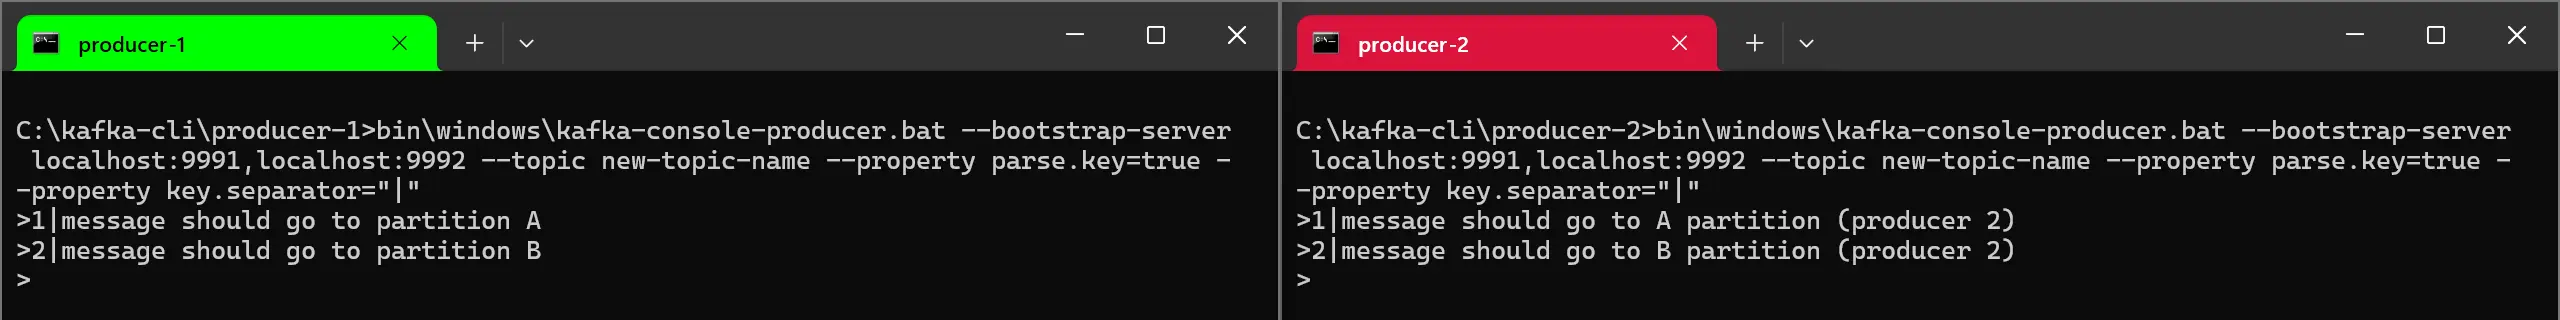 producer-1
C:\kafka-cli\producer-1>bin\windows\kafka-console-producer.bat --bootstrap-server
 localhost:9991,localhost:9992 --topic new-topic-name --property parse.key=true -
-property key.separator="|"
>1|message should go to partition A
>2|message should go to partition B
>
producer-2
C:\kafka-cli\producer-2>bin\windows\kafka-console-producer.bat --bootstrap-server
 localhost:9991,localhost:9992 --topic new-topic-name --property parse.key=true -
-property key.separator="|"
>1|message should go to A partition (producer 2)
>2|message should go to B partition (producer 2)
>